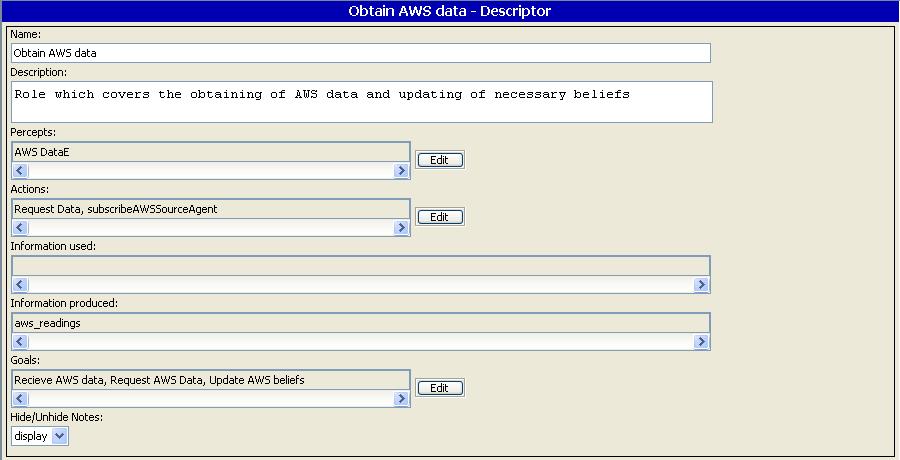 Obtain AWS data - Descriptor
Name:
Obtain AWS data
Description:
Role which covers the obtaining of AWS data and updating of necessary beliefs
Percepts:
AWS DataE
Edit
Actions:
Request Data, subscribeAWSSourceAgent
Edit
Information used:
Information produced:
aws_readings
Goals:
Recieve AWS data, Request AWS Data, Update AWS beliefs
Edit
Hide/Unhide Notes:
display